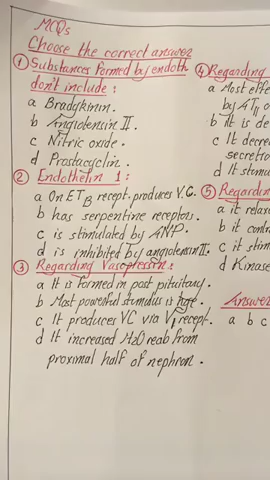 MCQs
Choose the correct answer
① Substances formed by endoth
don't include :
a Bradykinin.
b Angiotensin II.
c Nitric oxide.
d Prostacyclin.
② Endothelin 1 :
a On ETB recept. produces V.C.
b has serpentine receptors.
c is stimulated by ANP.
d is inhibited by angiotensin II.
③ Regarding Vasopressin :
a It is formed in post pituitary.
b Most powerful stimulus is
c It produces VC via V1 recept.
d It increased H2O reab from
proximal half of nephron.
④ Regarding
a Most effe
by AT
b It is de
c It decre
secretio
d It stimu
⑤ Regardin
a it relax
b it cont
c it stim
d Kinase
Answer
a b c